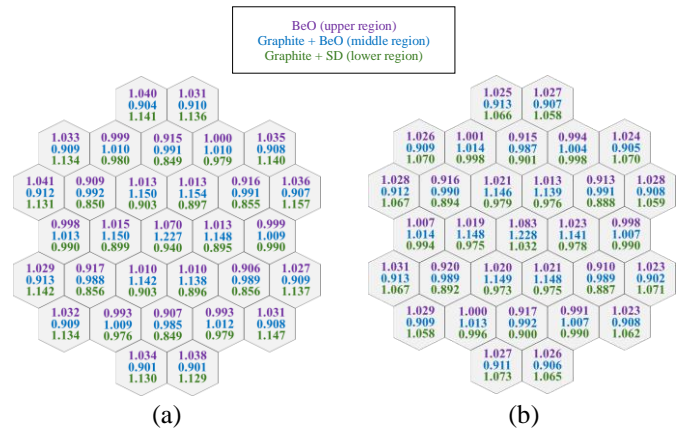 BeO (upper region)
Graphite + BeO (middle region)
Graphite + SD (lower region)
1.040 1.031
0.904 0.910
1.141 1.136
1.033 0.999 0.915 1.000 1.035
0.909 1.010 0.991 1.010 0.908
1.134 0.980 0.849 0.979 1.140
1.041 0.909 1.013 1.013 0.916 1.036
0.912 0.992 1.150 1.154 0.991 0.907
1.131 0.850 0.903 0.897 0.855 1.157
0.998 1.015 1.070 1.013 0.999
1.013 1.150 1.227 1.148 1.009
0.990 0.899 0.940 0.895 0.990
1.029 0.917 1.010 1.010 0.906 1.027
0.913 0.988 1.142 1.138 0.989 0.909
1.142 0.856 0.903 0.896 0.856 1.137
1.032 0.993 0.907 0.993 1.031
0.909 1.009 0.985 1.012 0.908
1.134 0.976 0.849 0.979 1.147
1.034 1.038
0.901 0.901
1.130 1.129
(a)
1.025 1.027
0.913 0.907
1.066 1.058
1.026 1.001 0.915 0.994 1.024
0.909 1.014 0.987 1.004 0.905
1.070 0.998 0.901 0.998 1.070
1.028 0.916 1.021 1.013 0.913 1.028
0.912 0.990 1.146 1.139 0.991 0.908
1.067 0.894 0.979 0.976 0.888 1.059
1.007 1.019 1.083 1.023 0.998
1.014 1.148 1.228 1.141 1.007
0.994 0.975 1.032 0.978 0.990
1.031 0.920 1.020 1.021 0.910 1.023
0.913 0.989 1.149 1.148 0.989 0.902
1.067 0.892 0.973 0.975 0.887 1.071
1.029 1.000 0.917 0.991 1.023
0.909 1.013 0.992 1.007 0.908
1.058 0.996 0.900 0.990 1.062
1.027 1.026
0.911 0.906
1.073 1.065
(b)